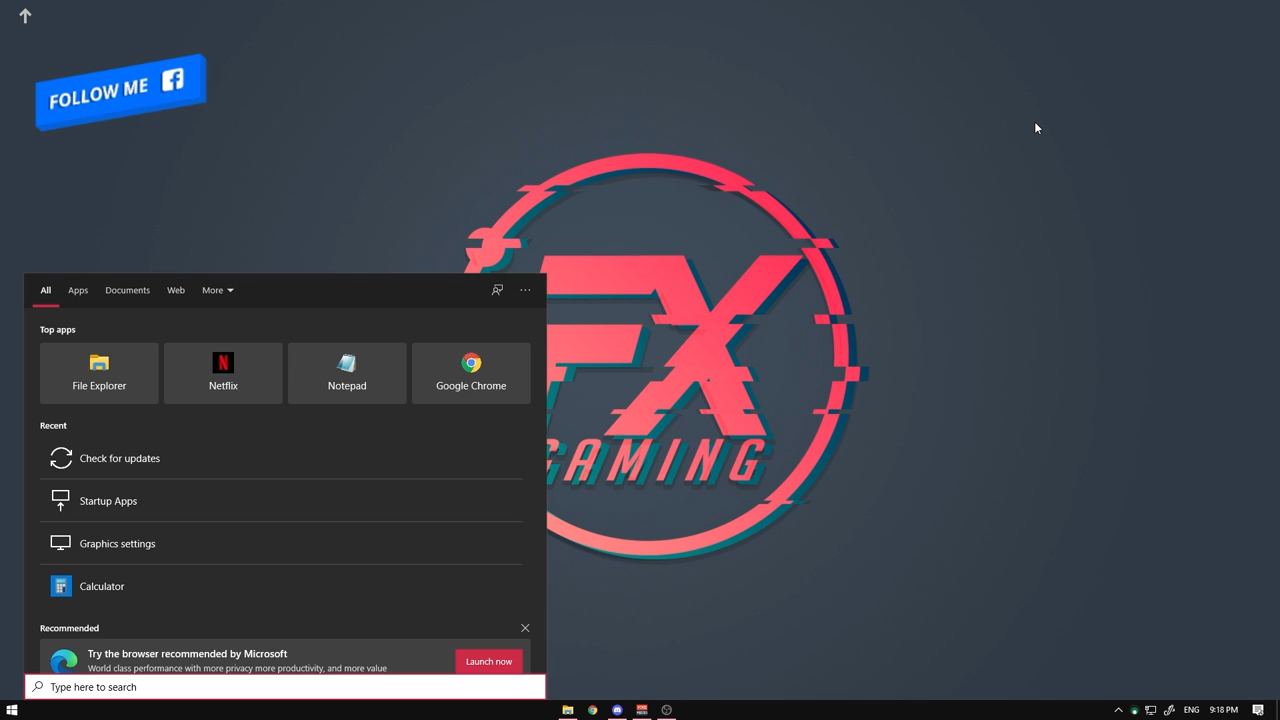 FOLLOW ME
FX
GAMING
All Apps Documents Web More
Top apps
File Explorer Netflix Notepad Google Chrome
Recent
Check for updates
Startup Apps
Graphics settings
Calculator
Recommended
Try the browser recommended by Microsoft
World class performance with more privacy more productivity, and more value
Launch now
Type here to search
ENG 9:18 PM